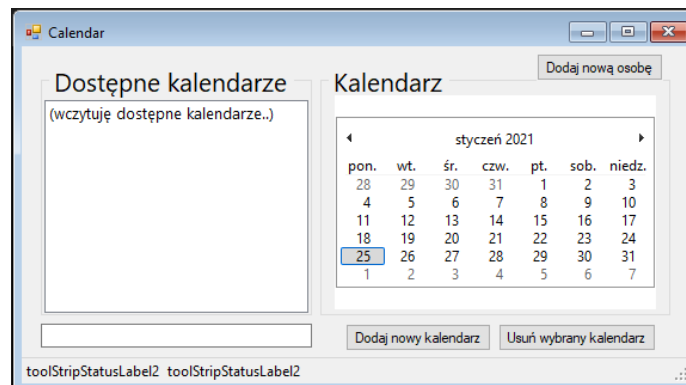 Calendar
Dodaj nową osobę
Dostępne kalendarze
(wczytuję dostępne kalendarze..)
Kalendarz
styczeń 2021
pon. wt. śr. czw. pt. sob. niedz.
28 29 30 31 1 2 3
4 5 6 7 8 9 10
11 12 13 14 15 16 17
18 19 20 21 22 23 24
25 26 27 28 29 30 31
1 2 3 4 5 6 7
Dodaj nowy kalendarz Usuń wybrany kalendarz
toolStripStatusLabel2 toolStripStatusLabel2